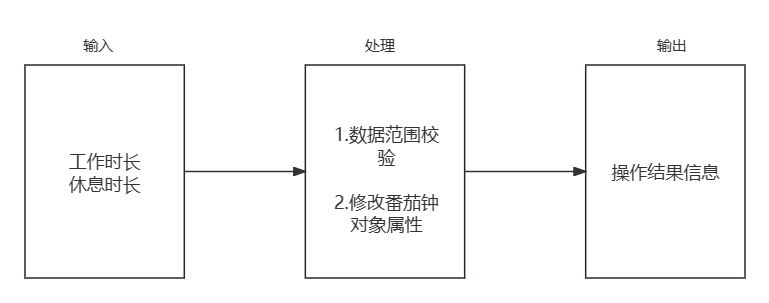 输入
处理
输出
工作时长
休息时长
1.数据范围校
验
2.修改番茄钟
对象属性
操作结果信息